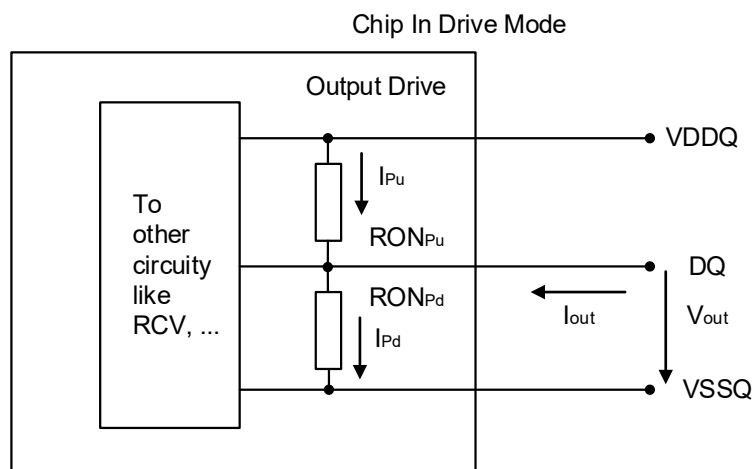 Chip In Drive Mode
Output Drive
VDDQ
IPu
To
other
circuity
like
RCV, ...
RONPu
DQ
RONPd
Iout
Vout
IPd
VSSQ